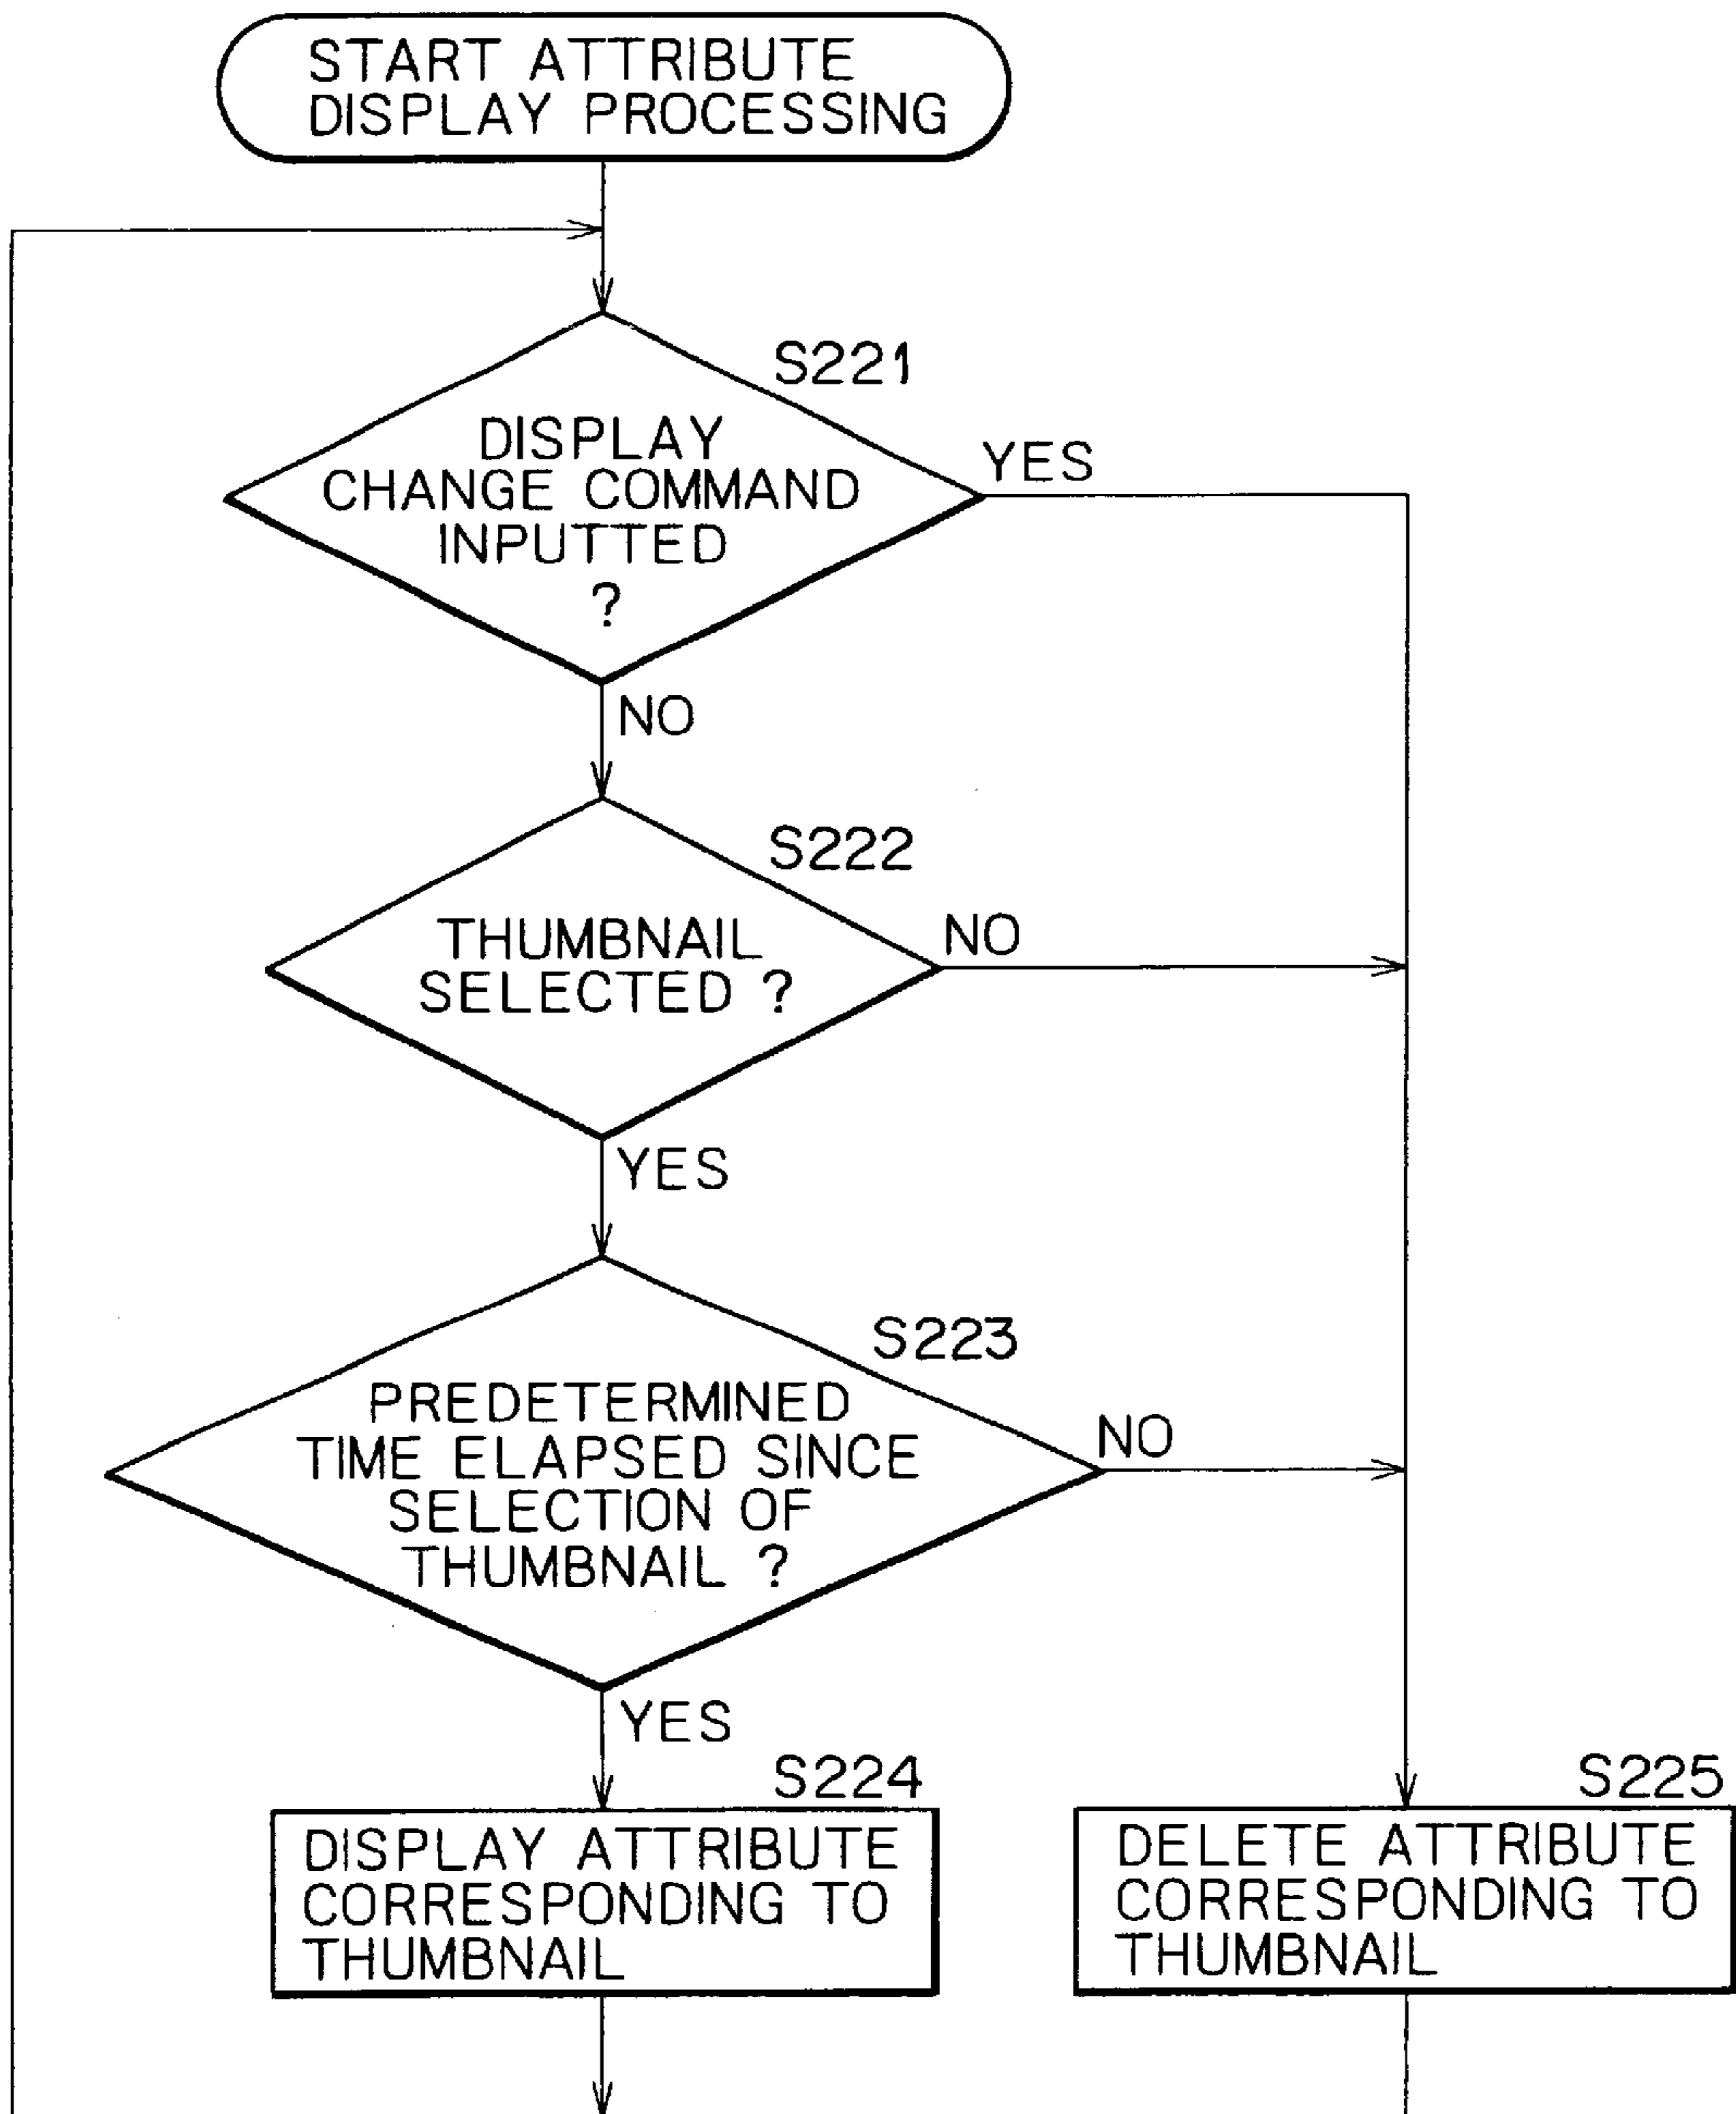 START ATTRIBUTE
DISPLAY PROCESSING
S221
DISPLAY
CHANGE COMMAND
INPUTTED
?
YES
NO
S222
THUMBNAIL
SELECTED ?
NO
YES
S223
PREDETERMINED
TIME ELAPSED SINCE
SELECTION OF
THUMBNAIL ?
NO
YES
S224
DISPLAY ATTRIBUTE
CORRESPONDING TO
THUMBNAIL
S225
DELETE ATTRIBUTE
CORRESPONDING TO
THUMBNAIL